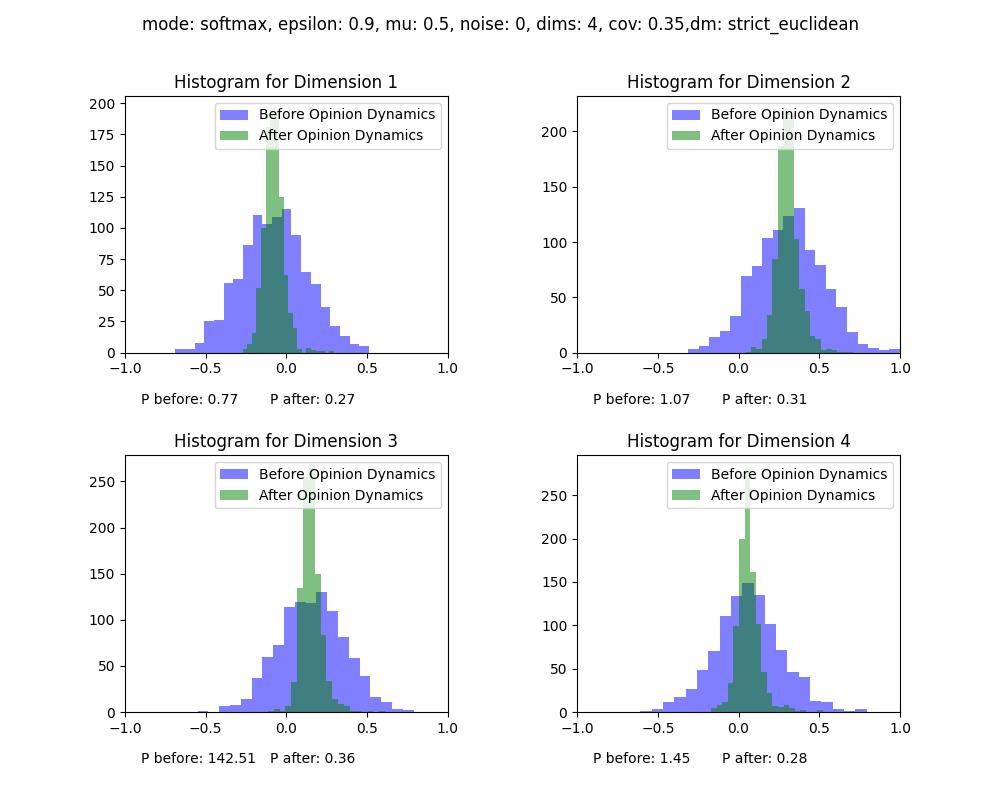 mode: softmax, epsilon: 0.9, mu: 0.5, noise: 0, dims: 4, cov: 0.35,dm: strict_euclidean
Histogram for Dimension 1
Before Opinion Dynamics
After Opinion Dynamics
200
175
150
125
100
75
50
25
0
−1.0 −0.5 0.0 0.5 1.0
P before: 0.77 P after: 0.27
Histogram for Dimension 2
Before Opinion Dynamics
After Opinion Dynamics
200
150
100
50
0
−1.0 −0.5 0.0 0.5 1.0
P before: 1.07 P after: 0.31
Histogram for Dimension 3
Before Opinion Dynamics
After Opinion Dynamics
250
200
150
100
50
0
−1.0 −0.5 0.0 0.5 1.0
P before: 142.51 P after: 0.36
Histogram for Dimension 4
Before Opinion Dynamics
After Opinion Dynamics
250
200
150
100
50
0
−1.0 −0.5 0.0 0.5 1.0
P before: 1.45 P after: 0.28